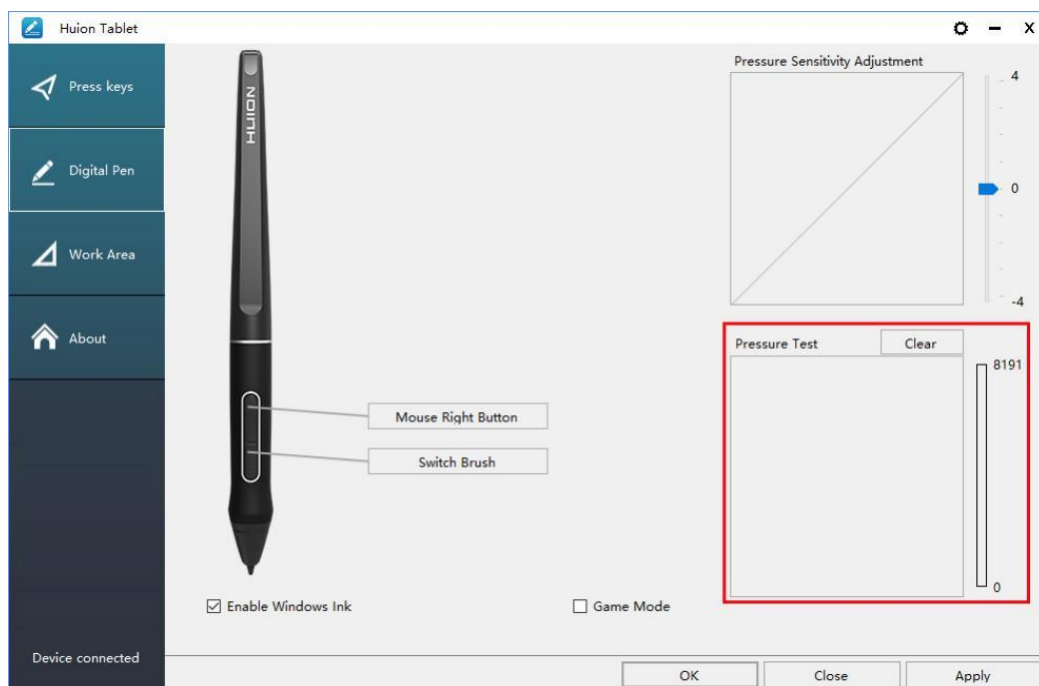 Huion Tablet
Press keys
Digital Pen
Work Area
About
Device connected
HUION
Mouse Right Button
Switch Brush
Enable Windows Ink
Game Mode
Pressure Sensitivity Adjustment
4
0
-4
Pressure Test
Clear
8191
0
OK
Close
Apply